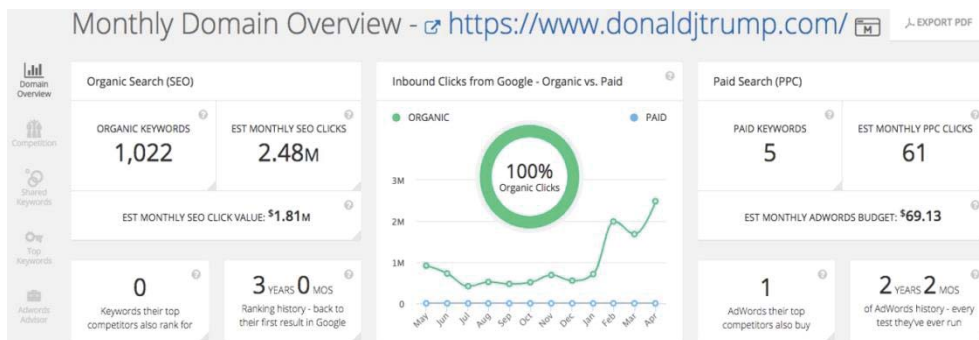 Monthly Domain Overview - https://www.donaldjtrump.com/ M
EXPORT PDF
Domain
Overview
Competition
Shared
Keywords
Top
Keywords
Adwords
Advisor
Organic Search (SEO)
ORGANIC KEYWORDS
1,022
EST MONTHLY SEO CLICKS
2.48M
EST MONTHLY SEO CLICK VALUE: $1.81M
0
Keywords their top
competitors also rank for
3 YEARS 0 MOS
Ranking history - back to
their first result in Google
Inbound Clicks from Google - Organic vs. Paid
ORGANIC
PAID
100%
Organic Clicks
3M
2M
1M
0
May Jun Jul Aug Sep Oct Nov Dec Jan Feb Mar Apr
Paid Search (PPC)
PAID KEYWORDS
5
EST MONTHLY PPC CLICKS
61
EST MONTHLY ADWORDS BUDGET: $69.13
1
AdWords their top
competitors also buy
2 YEARS 2 MOS
of AdWords history - every
test they've ever run